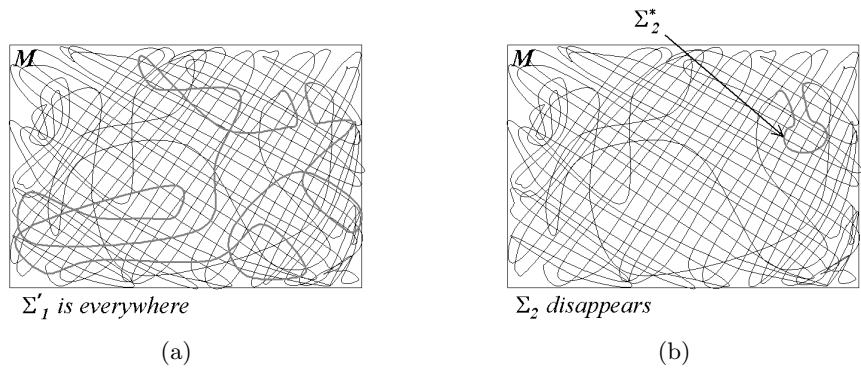 Σ*2
M
M
Σ'1 is everywhere
Σ2 disappears
(a)
(b)